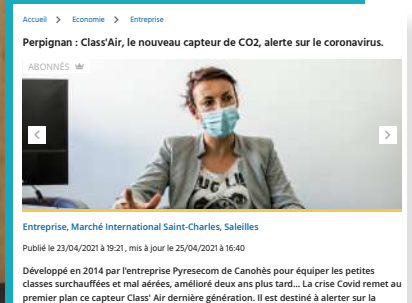 Accueil > Economie > Entreprise
Perpignan : Class'Air, le nouveau capteur de CO2, alerte sur le coronavirus.
ABONNÉS
Entreprise, Marché International Saint-Charles, Saleilles
Publié le 23/04/2021 à 19:21 , mis à jour le 25/04/2021 à 16:40
Développé en 2014 par l'entreprise Pyresecom de Canohès pour équiper les petites
classes surchauffées et mal aérées, amélioré deux ans plus tard... La crise Covid remet au
premier plan ce capteur Class' Air dernière génération. Il est destiné à alerter sur la